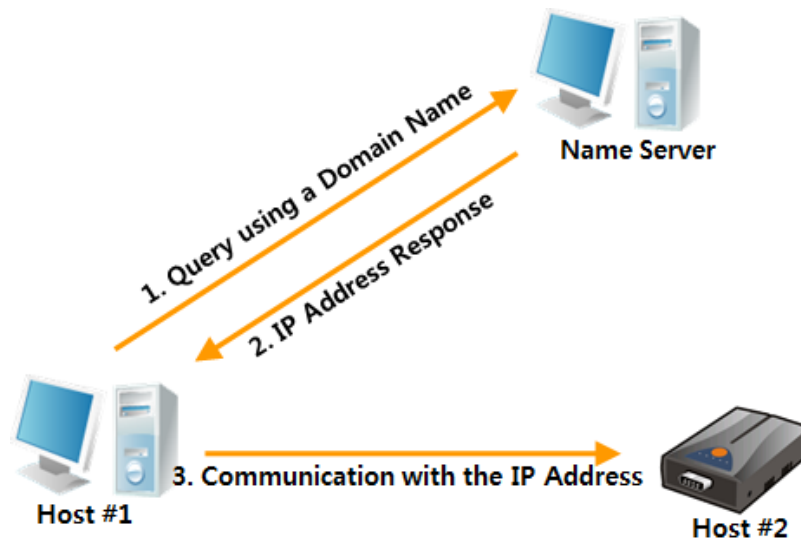 Name Server
1. Query using a Domain Name
2. IP Address Response
3. Communication with the IP Address
Host #1
Host #2